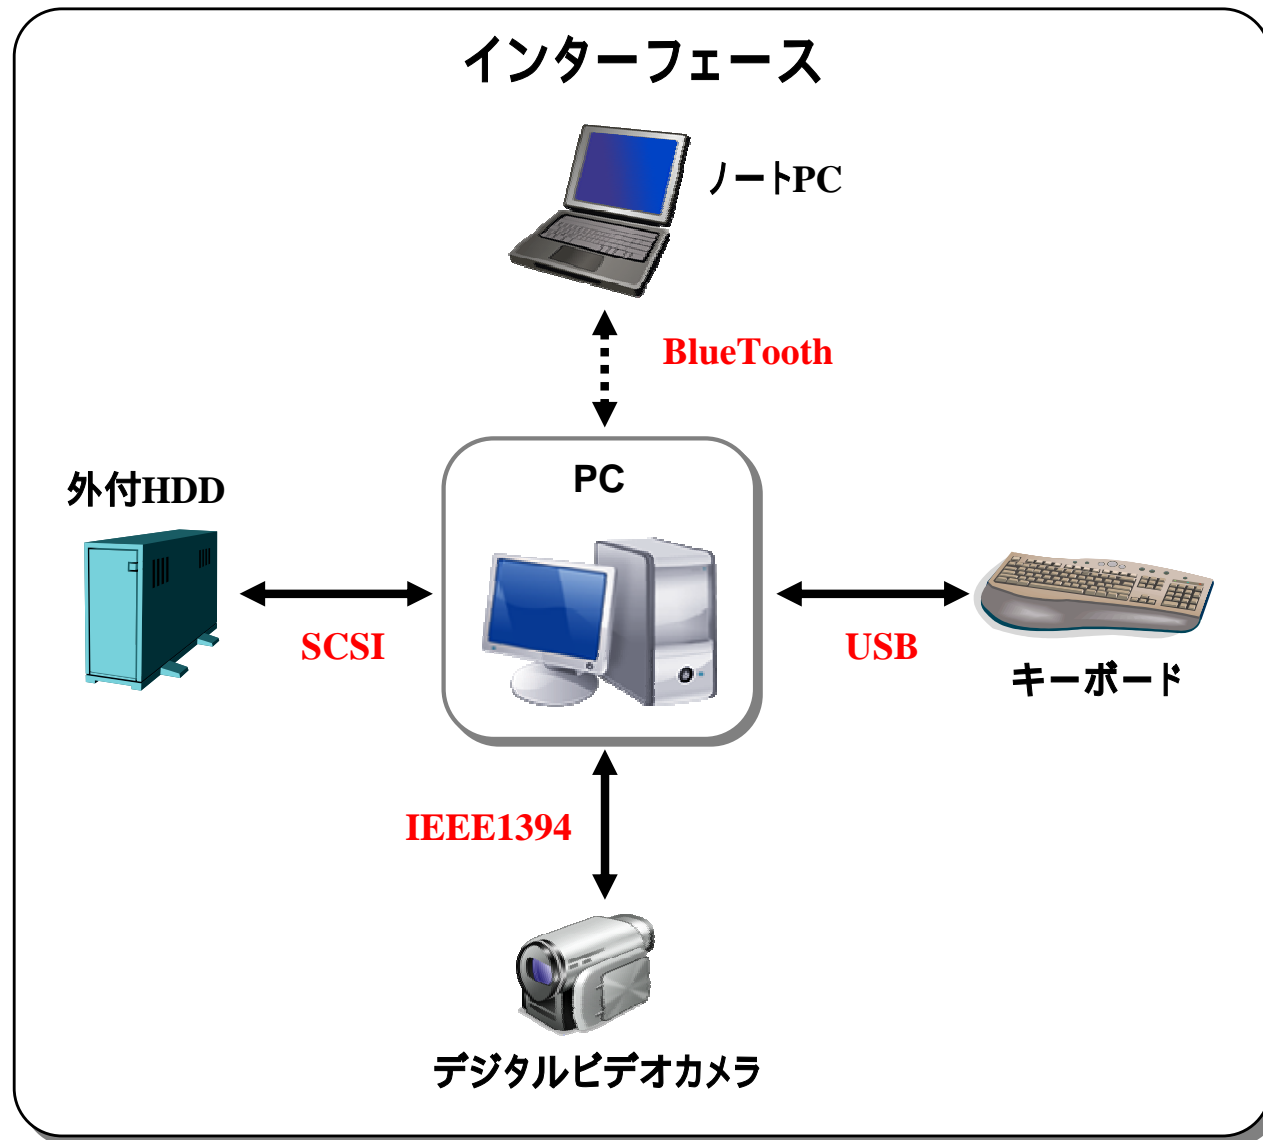 インターフェース
ノートPC
BlueTooth
PC
外付HDD
SCSI
USB
キーボード
IEEE1394
デジタルビデオカメラ